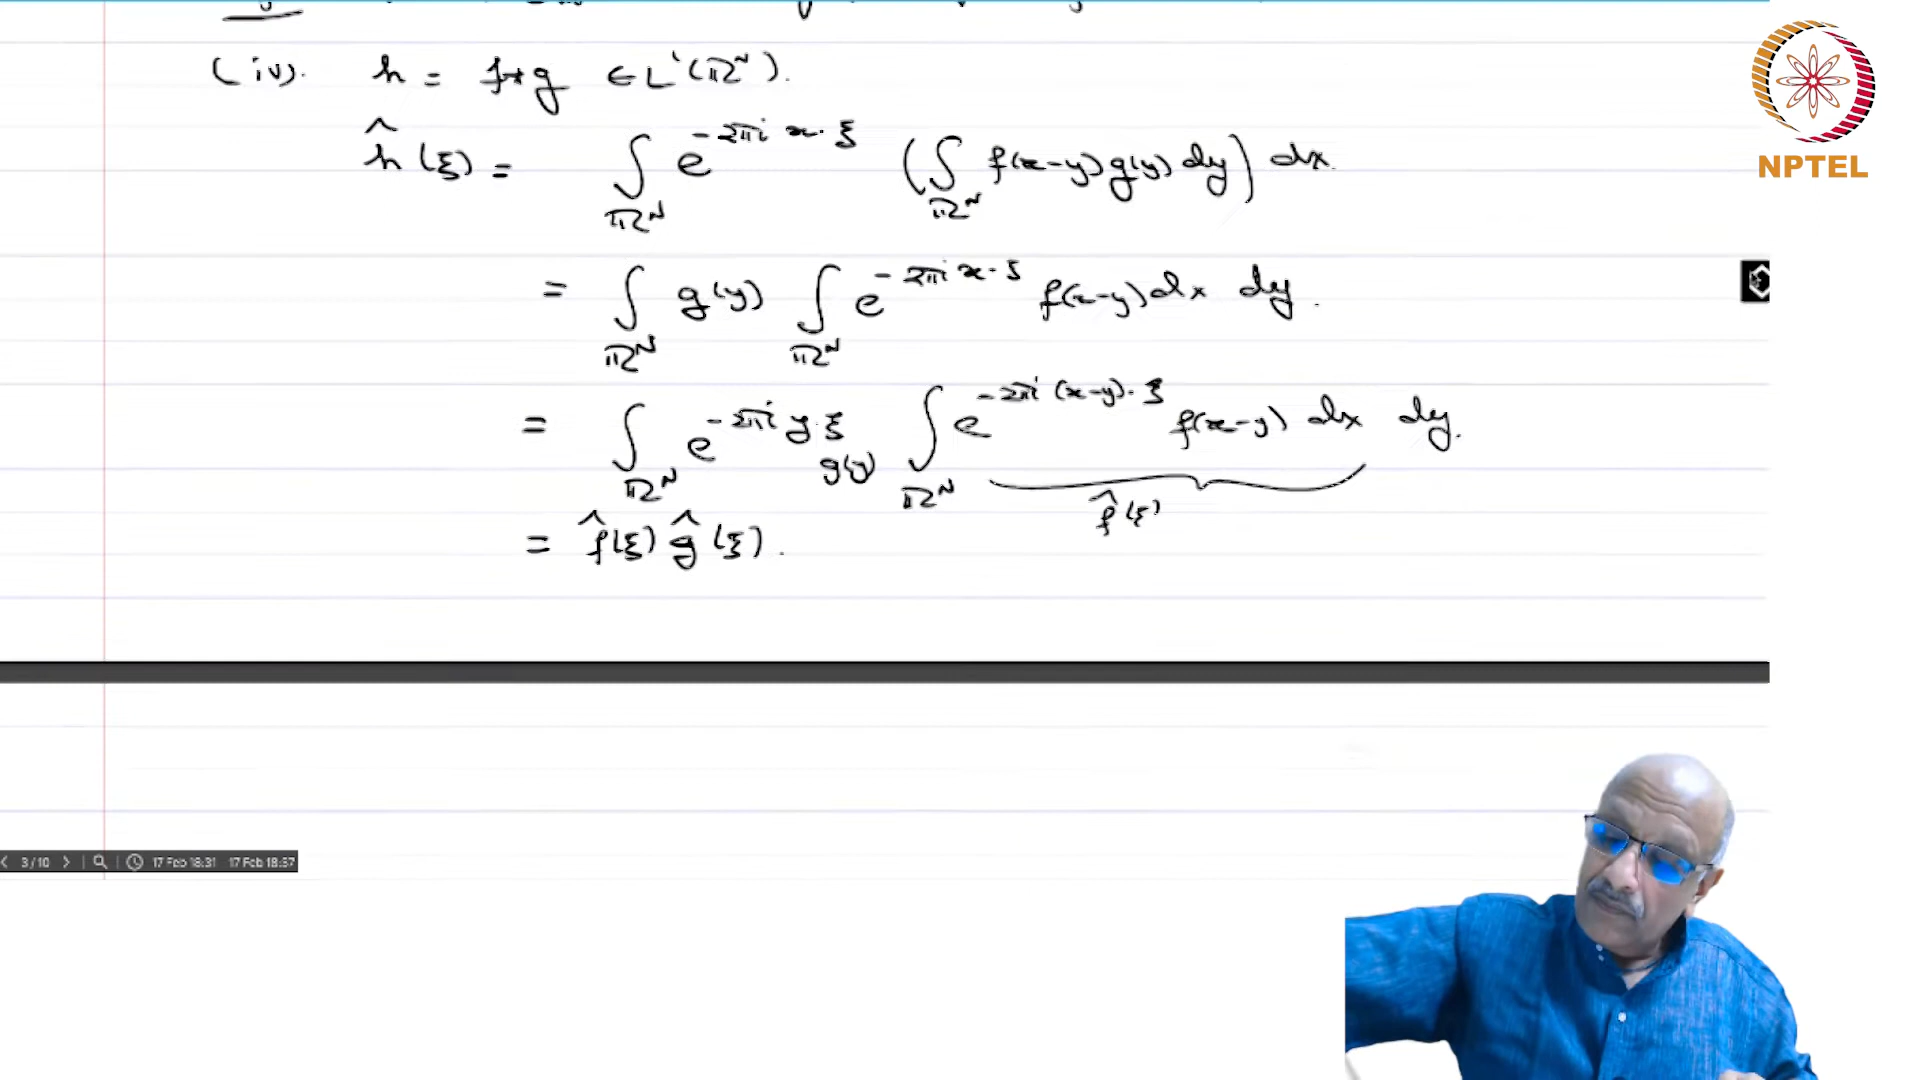 (iv). h = f*g ∈ L¹(ℝᴺ).
ĥ(ξ) = ∫_{ℝᴺ} e^{-2πi x·ξ} (∫_{ℝᴺ} f(x-y) g(y) dy) dx.
= ∫_{ℝᴺ} g(y) ∫_{ℝᴺ} e^{-2πi x·ξ} f(x-y) dx dy.
= ∫_{ℝᴺ} e^{-2πi y·ξ} g(y) ∫_{ℝᴺ} e^{-2πi (x-y)·ξ} f(x-y) dx dy.
f̂(ξ)
= f̂(ξ) ĝ(ξ).
NPTEL
3/10 17 Feb 18:31 17 Feb 18:57